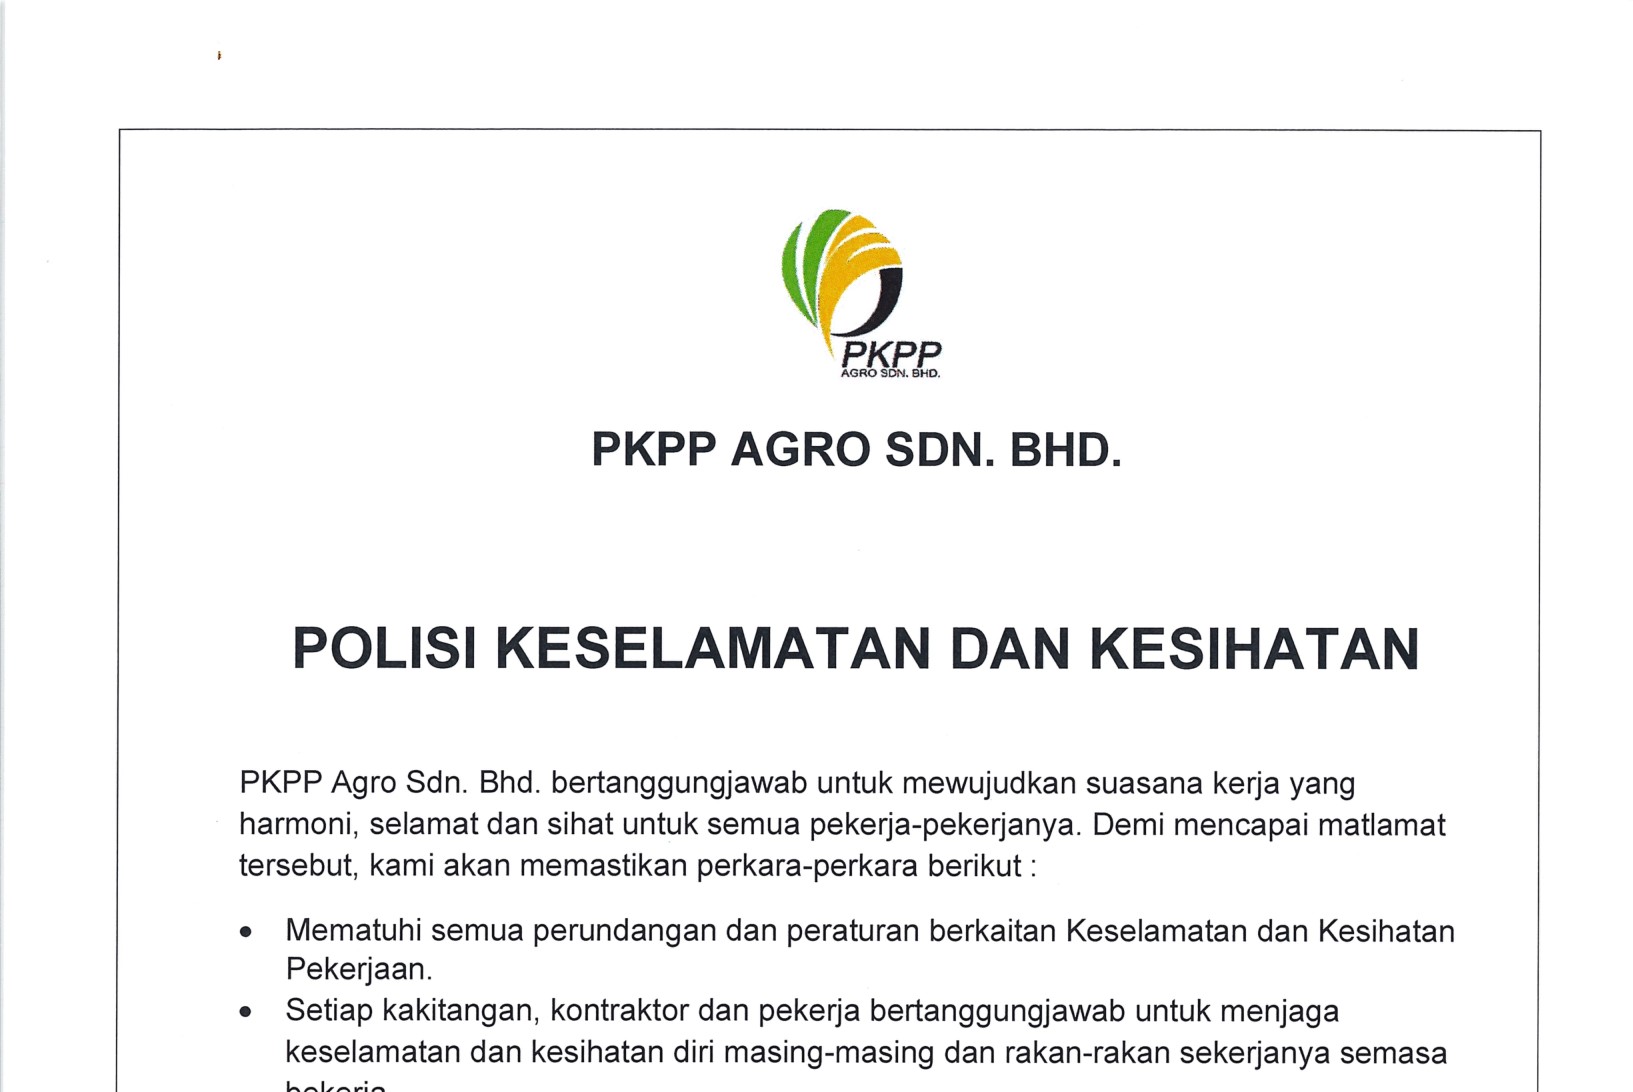 PKPP
AGRO SDN. BHD.
PKPP AGRO SDN. BHD.
POLISI KESELAMATAN DAN KESIHATAN
PKPP Agro Sdn. Bhd. bertanggungjawab untuk mewujudkan suasana kerja yang
harmoni, selamat dan sihat untuk semua pekerja-pekerjanya. Demi mencapai matlamat
tersebut, kami akan memastikan perkara-perkara berikut :
• Mematuhi semua perundangan dan peraturan berkaitan Keselamatan dan Kesihatan
Pekerjaan.
• Setiap kakitangan, kontraktor dan pekerja bertanggungjawab untuk menjaga
keselamatan dan kesihatan diri masing-masing dan rakan-rakan sekerjanya semasa
bekerja.